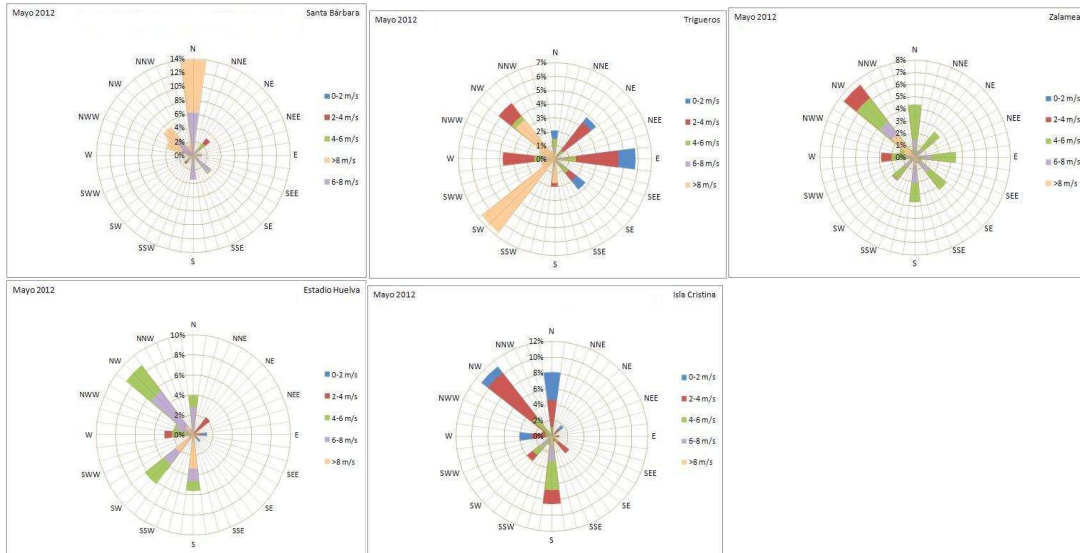 Mayo 2012
Santa Bárbara
N
NNE
NE
NEE
E
SEE
SE
SSE
S
SSW
SW
SWW
W
NWW
NW
NNW
14%
12%
10%
8%
6%
4%
2%
0%
0-2 m/s
2-4 m/s
4-6 m/s
>8 m/s
6-8 m/s
Mayo 2012
Trigueros
N
NNE
NE
NEE
E
SEE
SE
SSE
S
SSW
SW
SWW
W
NWW
NW
NNW
7%
6%
5%
4%
3%
2%
1%
0%
0-2 m/s
2-4 m/s
4-6 m/s
6-8 m/s
>8 m/s
Mayo 2012
Zalamea
N
NNE
NE
NEE
E
SEE
SE
SSE
S
SSW
SW
SWW
W
NWW
NW
NNW
8%
7%
6%
5%
4%
3%
2%
1%
0%
0-2 m/s
2-4 m/s
4-6 m/s
6-8 m/s
>8 m/s
Mayo 2012
Estadio Huelva
N
NNE
NE
NEE
E
SEE
SE
SSE
S
SSW
SW
SWW
W
NWW
NW
NNW
10%
8%
6%
4%
2%
0%
0-2 m/s
2-4 m/s
4-6 m/s
6-8 m/s
>8 m/s
Mayo 2012
Isla Cristina
N
NNE
NE
NEE
E
SEE
SE
SSE
S
SSW
SW
SWW
W
NWW
NW
NNW
12%
10%
8%
6%
4%
2%
0%
0-2 m/s
2-4 m/s
4-6 m/s
6-8 m/s
>8 m/s